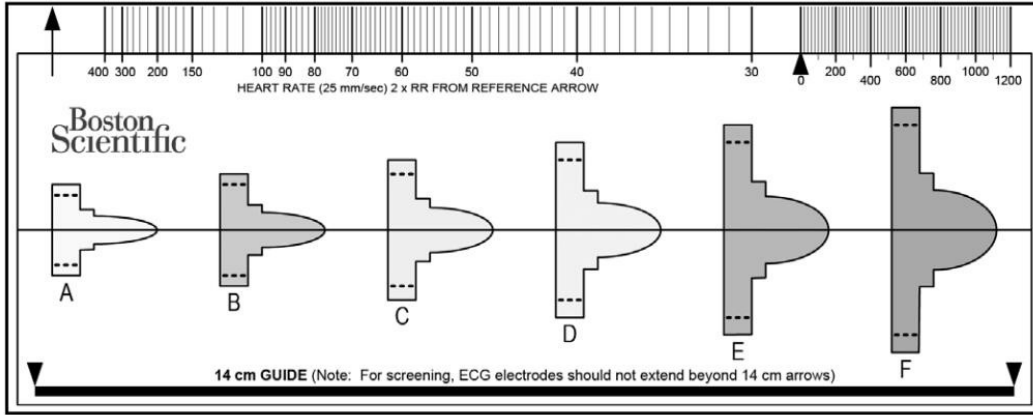 400 300 200 150 100 90 80 70 60 50 40 30 0 200 400 600 800 1000 1200
HEART RATE (25 mm/sec) 2 x RR FROM REFERENCE ARROW
Boston
Scientific
A B C D E F
14 cm GUIDE (Note: For screening, ECG electrodes should not extend beyond 14 cm arrows)